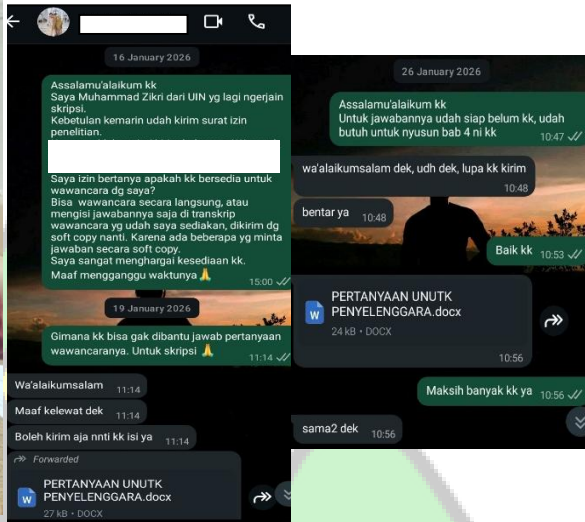 16 January 2026
Assalamu'alaikum kk
Saya Muhammad Zikri dari UIN yg lagi ngerjain
skripsi.
Kebetulan kemarin udah kirim surat izin
penelitian.
Saya izin bertanya apakah kk bersedia untuk
wawancara dg saya?
Bisa wawancara secara langsung, atau
mengisi jawabannya saja di transkrip
wawancara yg udah saya sediakan, dikirim dg
soft copy nanti. Karena ada beberapa yg minta
jawaban secara soft copy.
Saya sangat menghargai kesediaan kk.
Maaf mengganggu waktunya 🙏
15:00
19 January 2026
Gimana kk bisa gak dibantu jawab pertanyaan
wawancaranya. Untuk skripsi 🙏
11:14
Wa'alaikumsalam 11:14
Maaf kelewat dek 11:14
Boleh kirim aja nnti kk isi ya 11:14
Forwarded
PERTANYAAN UNUTK
PENYELENGGARA.docx
27 kB • DOCX
26 January 2026
Assalamu'alaikum kk
Untuk jawabannya udah siap belum kk, udah
butuh untuk nyusun bab 4 ni kk
10:47
wa'alaikumsalam dek, udh dek, lupa kk kirim
10:48
bentar ya 10:48
Baik kk 10:53
PERTANYAAN UNUTK
PENYELENGGARA.docx
24 kB • DOCX
10:56
Maksih banyak kk ya 10:56
sama2 dek 10:56